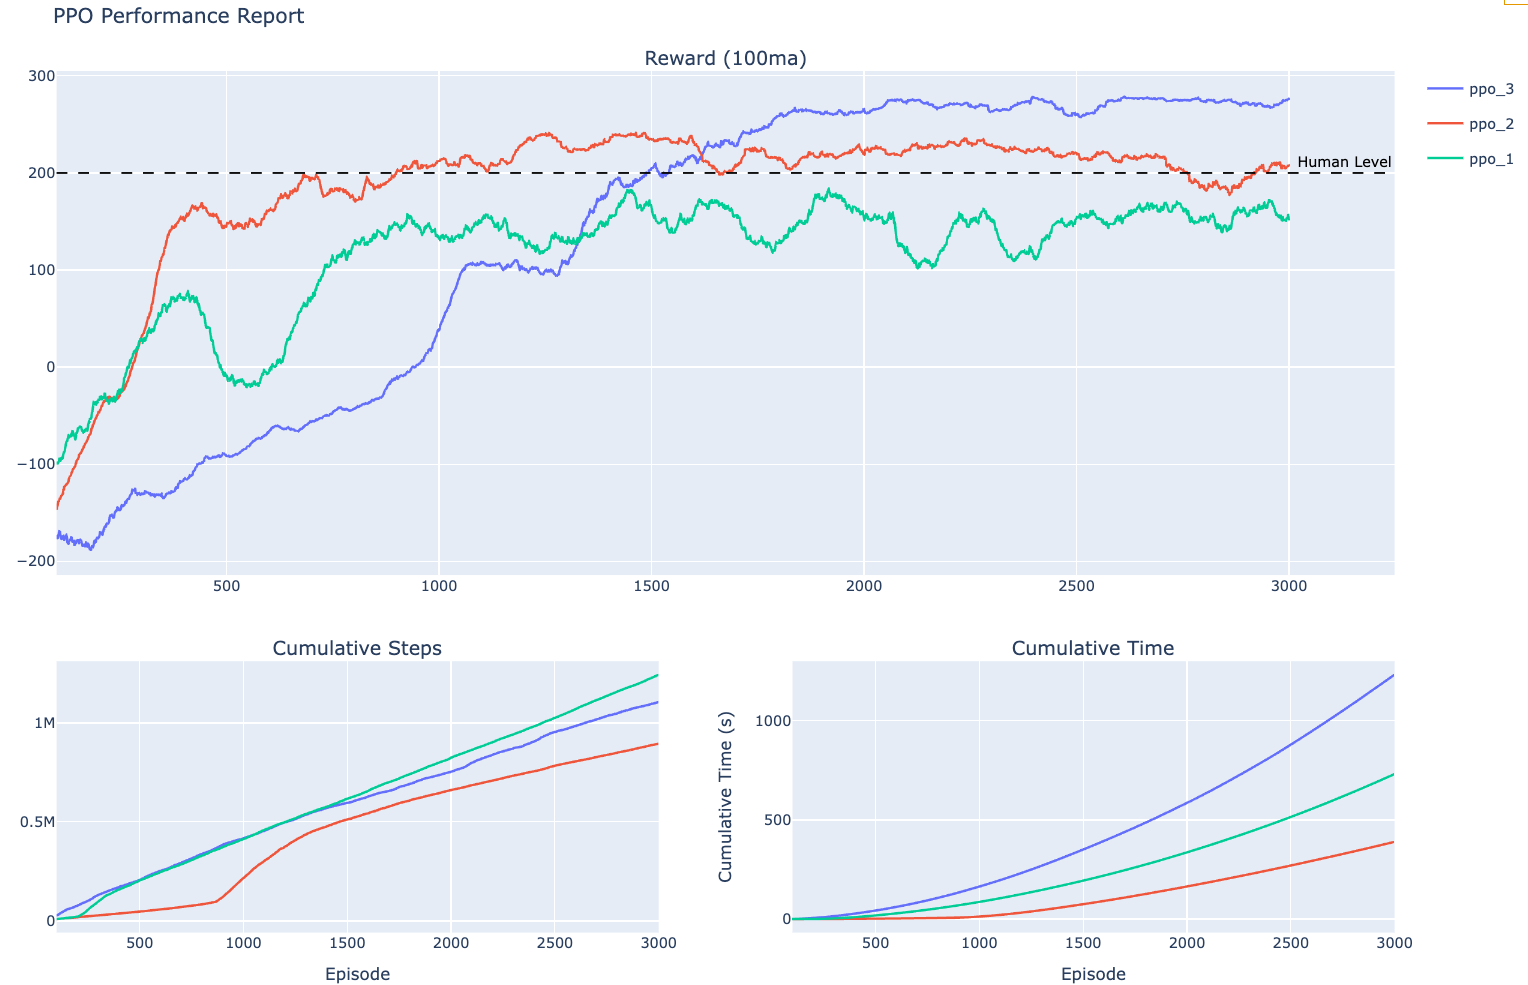 PPO Performance Report
Reward (100ma)
300
200
100
0
−100
−200
500 1000 1500 2000 2500 3000
Human Level
ppo_3
ppo_2
ppo_1
Cumulative Steps
1M
0.5M
0
500 1000 1500 2000 2500 3000
Episode
Cumulative Time
Cumulative Time (s)
1000
500
0
500 1000 1500 2000 2500 3000
Episode